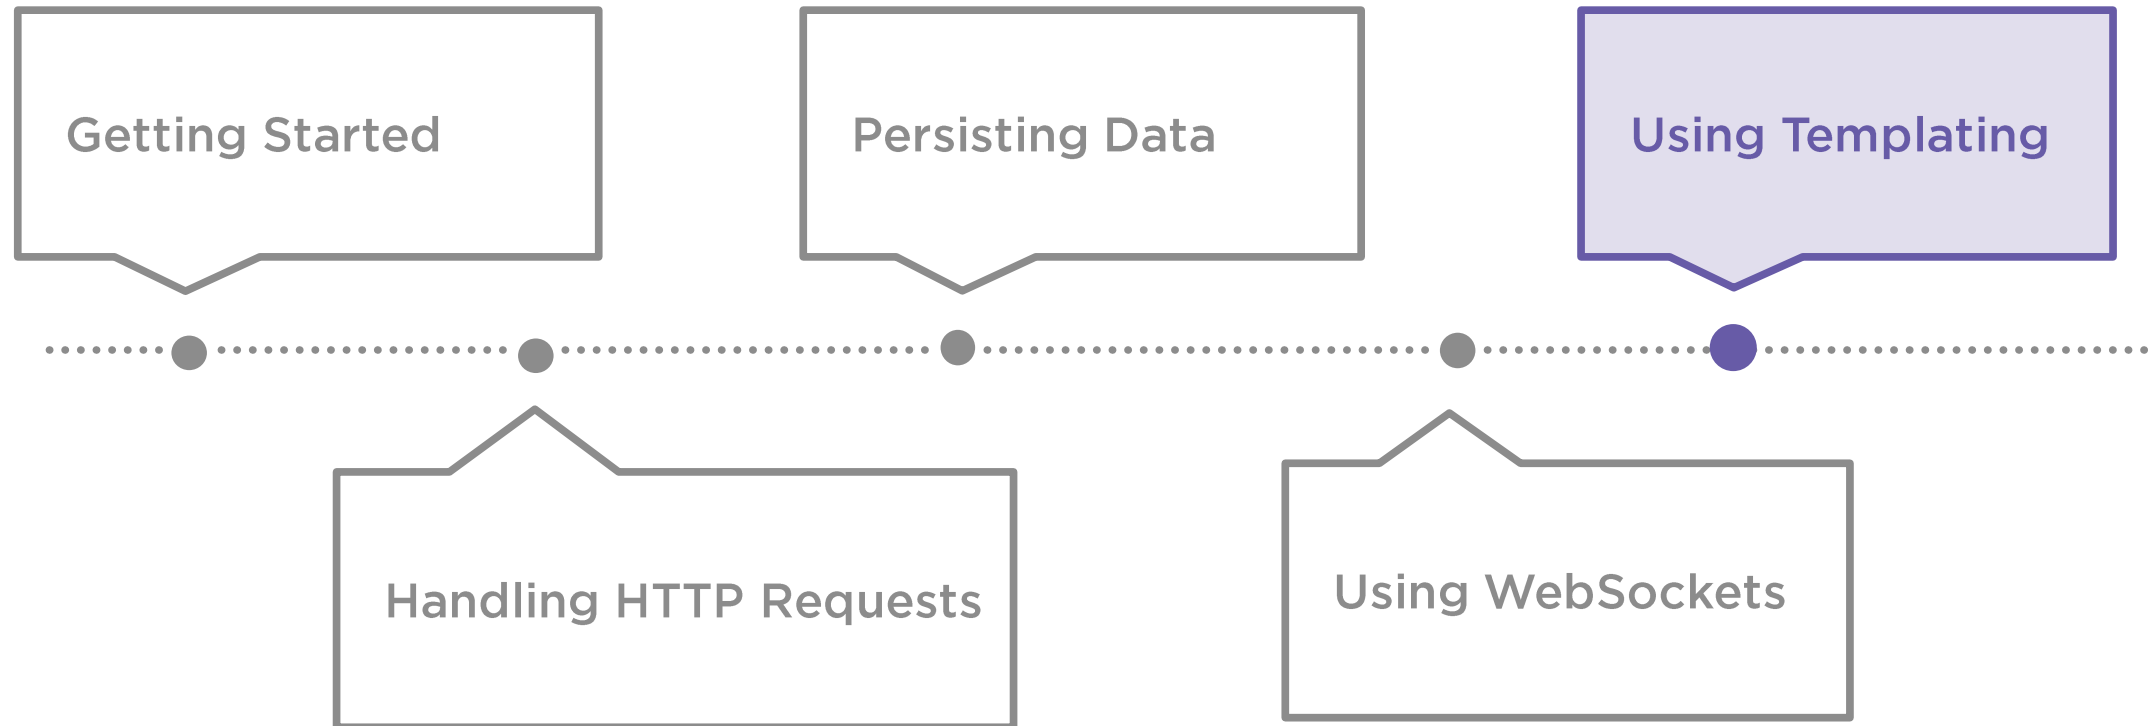 Getting Started
Persisting Data
Using Templating
Handling HTTP Requests
Using WebSockets